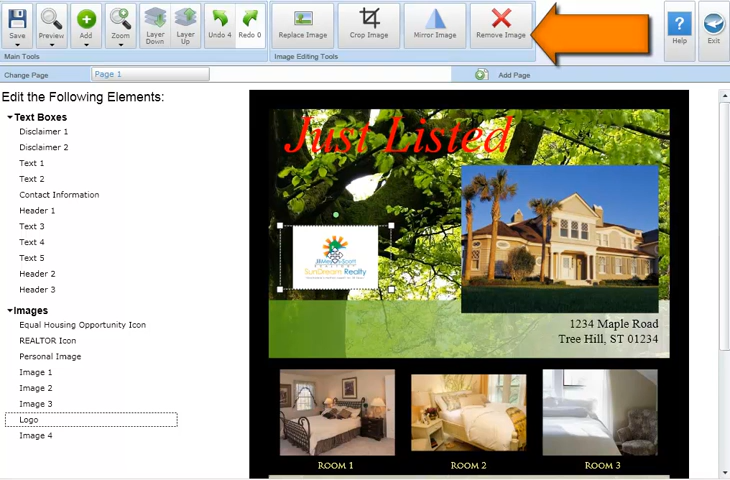 Save
Preview
Add
Zoom
Layer Down
Layer Up
Undo 4
Redo 0
Replace Image
Crop Image
Mirror Image
Remove Image
Help
Exit
Main Tools
Image Editing Tools
Change Page
Page 1
Add Page
Edit the Following Elements:
Text Boxes
Disclaimer 1
Disclaimer 2
Text 1
Text 2
Contact Information
Header 1
Text 3
Text 4
Text 5
Header 2
Header 3
Images
Equal Housing Opportunity Icon
REALTOR Icon
Personal Image
Image 1
Image 2
Image 3
Logo
Image 4
Just Listed
SunDream Realty
1234 Maple Road
Tree Hill, ST 01234
Room 1
Room 2
Room 3